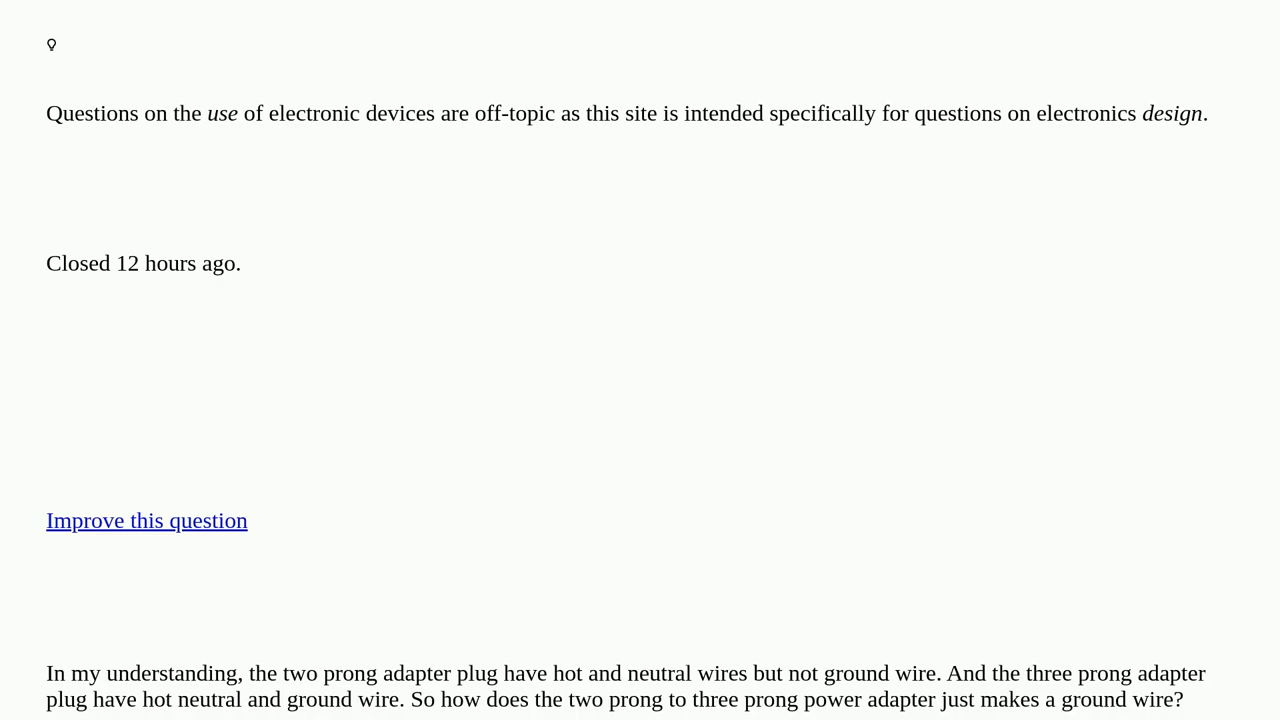 Questions on the use of electronic devices are off-topic as this site is intended specifically for questions on electronics design.
Closed 12 hours ago.
Improve this question
In my understanding, the two prong adapter plug have hot and neutral wires but not ground wire. And the three prong adapter
plug have hot neutral and ground wire. So how does the two prong to three prong power adapter just makes a ground wire?